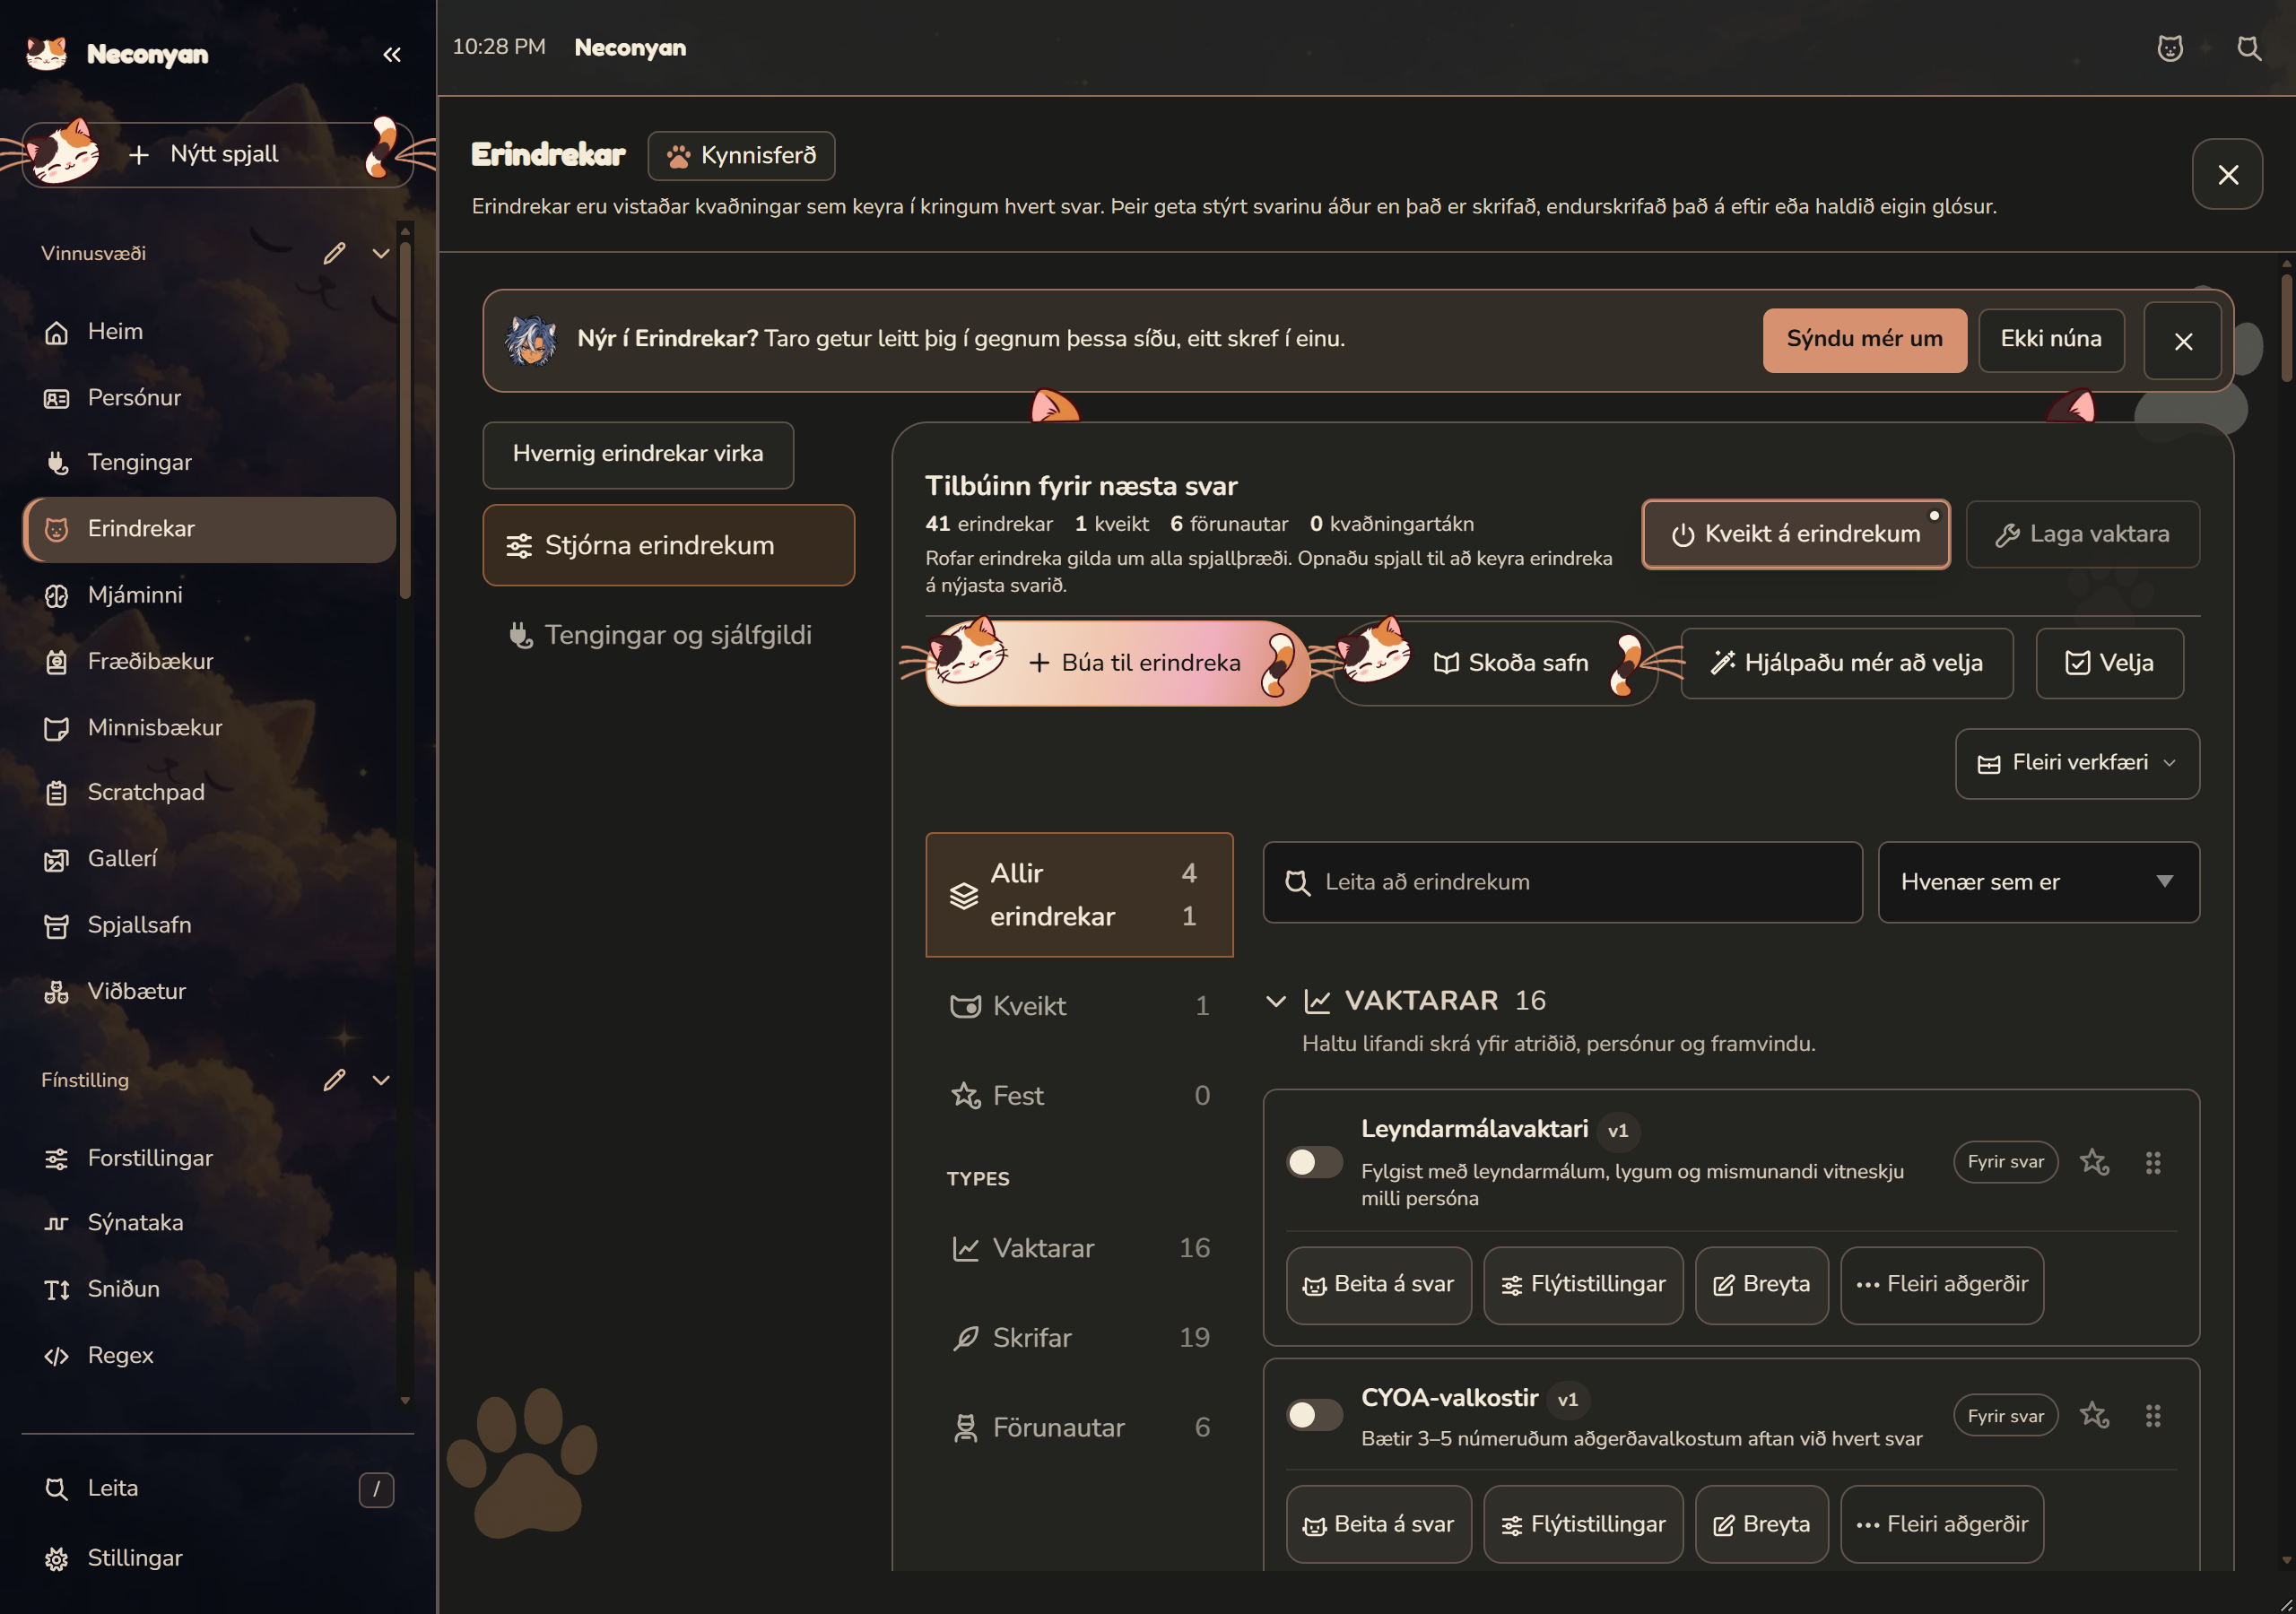 Neconyan
Nýtt spjall
Vinnusvæði
Heim
Persónur
Tengingar
Erindrekar
Mjáminni
Fræðibækur
Minnisbækur
Scratchpad
Gallerí
Spjallsafn
Viðbætur
Fínstilling
Forstillingar
Sýnataka
Sniðun
Regex
Leita
/
Stillingar
10:28 PM
Neconyan
Erindrekar
Kynnisferð
Erindrekar eru vistaðar kvaðningar sem keyra í kringum hvert svar. Þeir geta stýrt svarinu áður en það er skrifað, endurskrifað það á eftir eða haldið eigin glósur.
Nýr í Erindrekar? Taro getur leitt þig í gegnum þessa síðu, eitt skref í einu.
Sýndu mér um
Ekki núna
Hvernig erindrekar virka
Stjórna erindrekum
Tengingar og sjálfgildi
Tilbúinn fyrir næsta svar
41 erindrekar 1 kveikt 6 förunautar 0 kvaðningartákn
Rofar erindreka gilda um alla spjallþræði. Opnaðu spjall til að keyra erindreka
á nýjasta svarið.
Kveikt á erindrekum
Laga vaktara
Búa til erindreka
Skoða safn
Hjálpaðu mér að velja
Velja
Fleiri verkfæri
Allir 4
erindrekar 1
Kveikt 1
Fest 0
TYPES
Vaktarar 16
Skrifar 19
Förunautar 6
Leita að erindrekum
Hvenær sem er
VAKTARAR 16
Haltu lifandi skrá yfir atriðið, persónur og framvindu.
Leyndarmálavaktari v1
Fylgist með leyndarmálum, lygum og mismunandi vitneskju
milli persóna
Fyrir svar
Beita á svar
Flýtistillingar
Breyta
Fleiri aðgerðir
CYOA-valkostir v1
Bætir 3–5 númeruðum aðgerðavalkostum aftan við hvert svar
Fyrir svar
Beita á svar
Flýtistillingar
Breyta
Fleiri aðgerðir